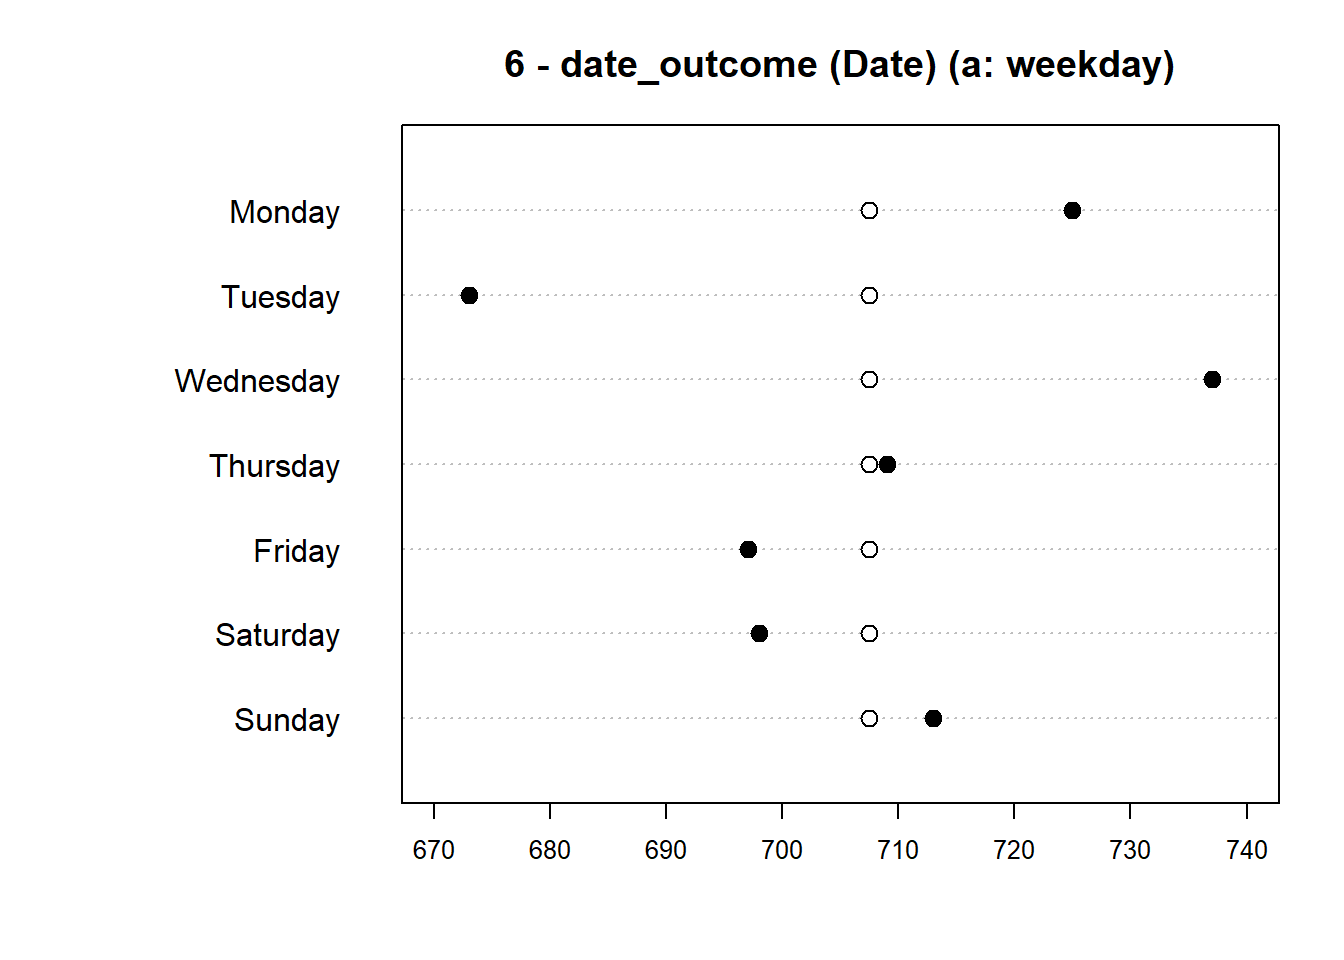 6 - date_outcome (Date) (a: weekday)
Monday
Tuesday
Wednesday
Thursday
Friday
Saturday
Sunday
670 680 690 700 710 720 730 740